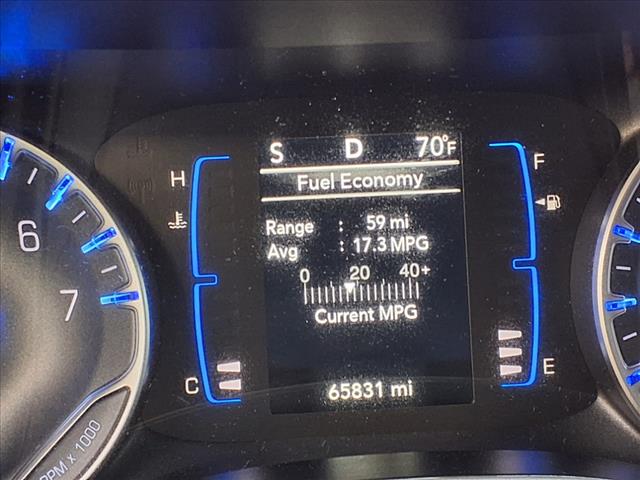 S D 70°F
Fuel Economy
H F
Range : 59 mi
Avg : 17.3 MPG
6
0 20 40+
7
Current MPG
C E
65831 mi
RPM x 1000